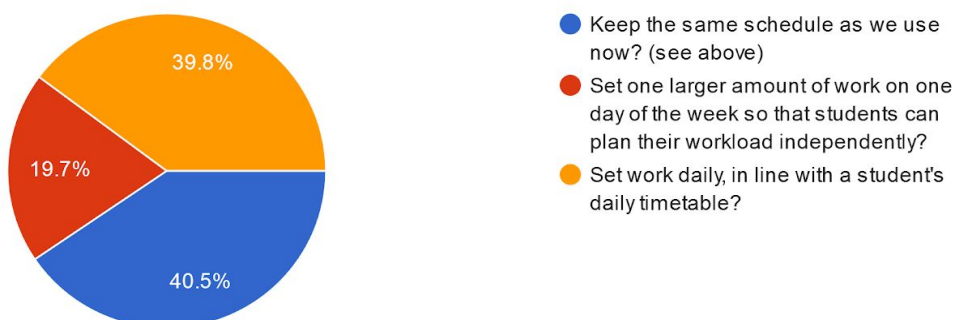 39.8%
19.7%
40.5%
Keep the same schedule as we use
now? (see above)
Set one larger amount of work on one
day of the week so that students can
plan their workload independently?
Set work daily, in line with a student's
daily timetable?